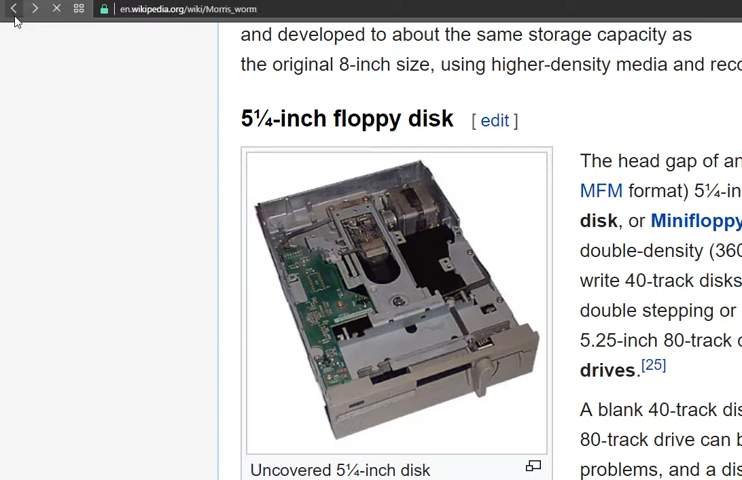 en.wikipedia.org/wiki/Morris_worm
and developed to about the same storage capacity as
the original 8-inch size, using higher-density media and reco
5¼-inch floppy disk [ edit ]
The head gap of an
MFM format) 5¼-in
disk, or Minifloppy
double-density (360
write 40-track disks
double stepping or
5.25-inch 80-track d
drives.[25]
A blank 40-track dis
80-track drive can b
problems, and a dis
Uncovered 5¼-inch disk